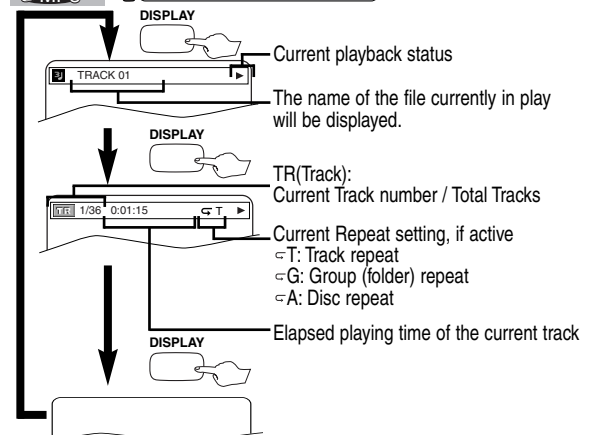 DISPLAY
Current playback status
TRACK 01
The name of the file currently in play
will be displayed.
DISPLAY
TR(Track):
Current Track number / Total Tracks
TR 1/36 0:01:15 T
Current Repeat setting, if active
T: Track repeat
G: Group (folder) repeat
A: Disc repeat
Elapsed playing time of the current track
DISPLAY